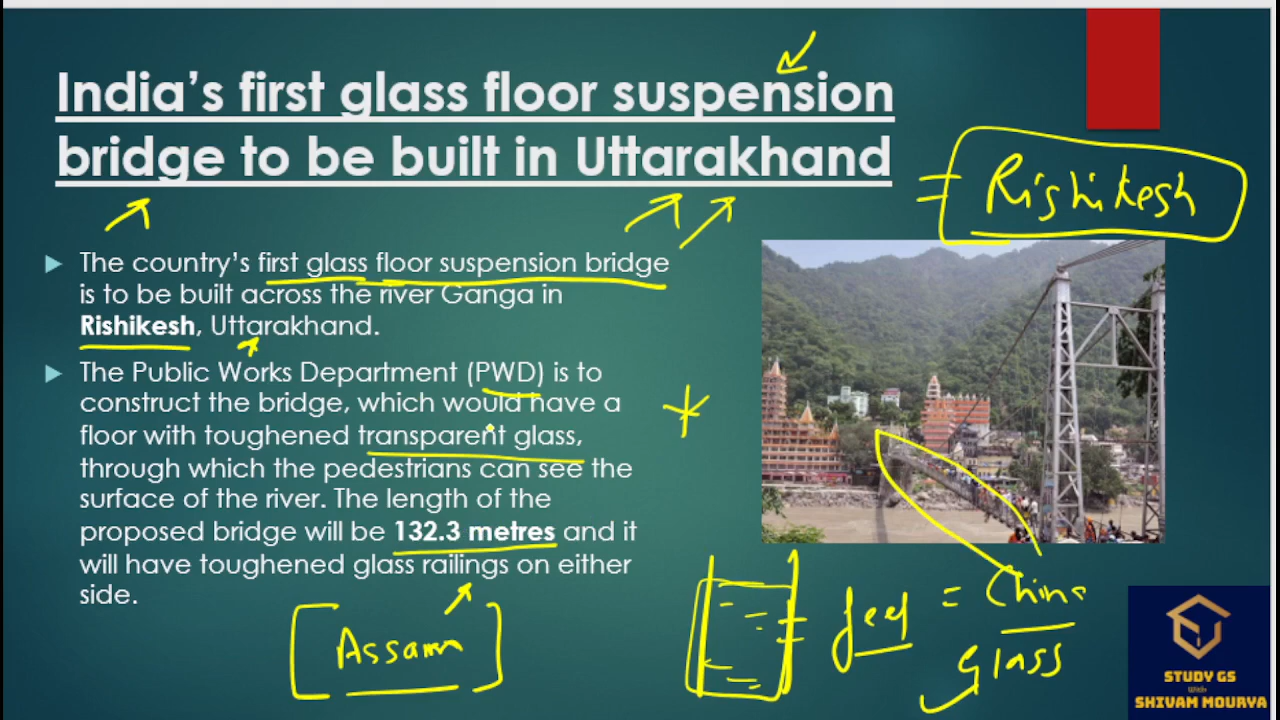 India's first glass floor suspension
bridge to be built in Uttarakhand
= Rishikesh
The country's first glass floor suspension bridge
is to be built across the river Ganga in
Rishikesh, Uttarakhand.
The Public Works Department (PWD) is to
construct the bridge, which would have a
floor with toughened transparent glass,
through which the pedestrians can see the
surface of the river. The length of the
proposed bridge will be 132.3 metres and it
will have toughened glass railings on either
side.
Assam
= China
Glass
STUDY GS
With
SHIVAM MOURYA